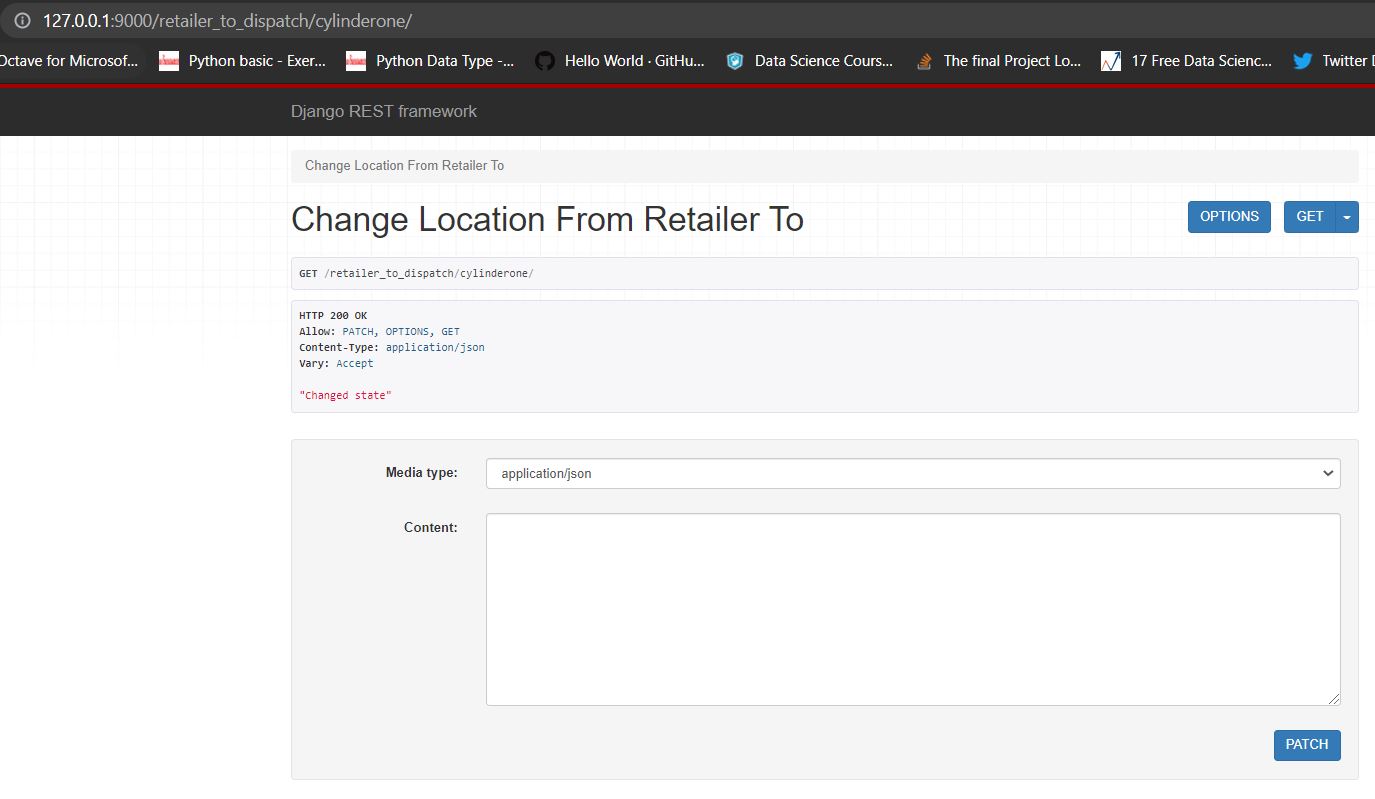 127.0.0.1:9000/retailer_to_dispatch/cylinderone/
Octave for Microsof... Python basic - Exer... Python Data Type -... Hello World · GitHu... Data Science Cours... The final Project Lo... 17 Free Data Scienc... Twitter
Django REST framework
Change Location From Retailer To
Change Location From Retailer To OPTIONS GET
GET /retailer_to_dispatch/cylinderone/
HTTP 200 OK
Allow: PATCH, OPTIONS, GET
Content-Type: application/json
Vary: Accept
"Changed state"
Media type: application/json
Content:
PATCH